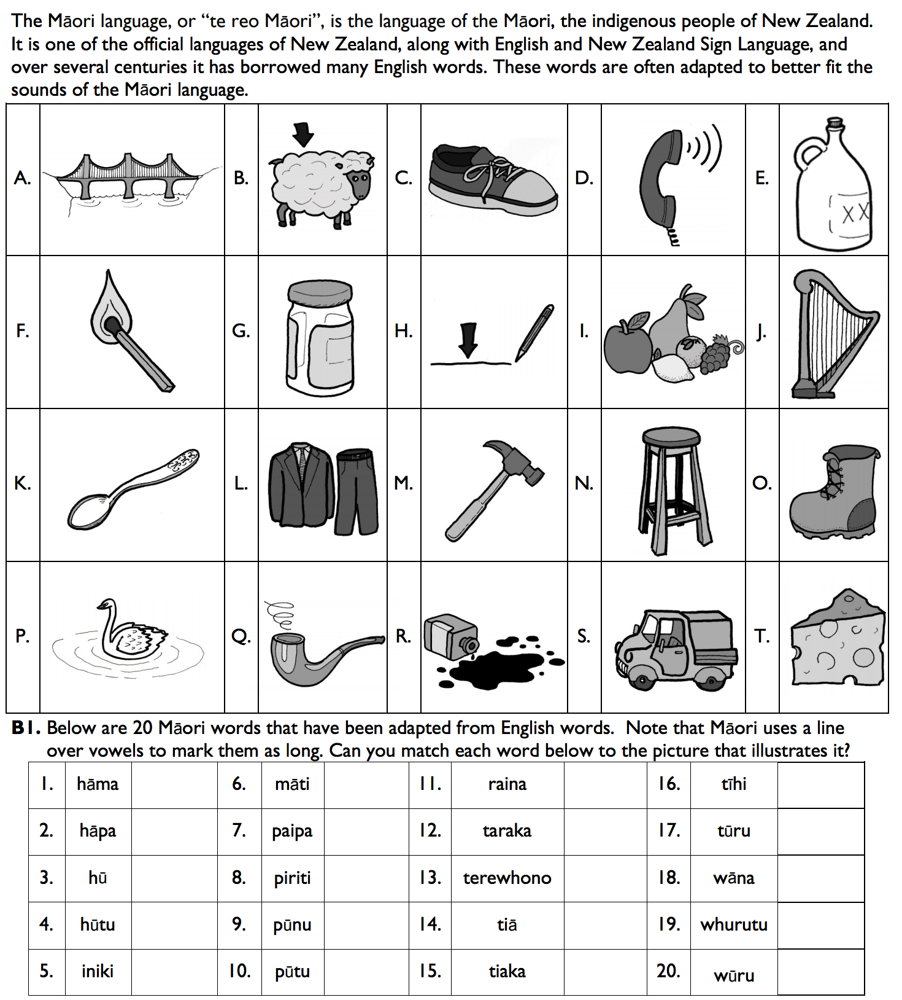 The Māori language, or “te reo Māori”, is the language of the Māori, the indigenous people of New Zealand.
It is one of the official languages of New Zealand, along with English and New Zealand Sign Language, and
over several centuries it has borrowed many English words. These words are often adapted to better fit the
sounds of the Māori language.
A. B. C. D. E.
XX
F. G. H. I. J.
K. L. M. N. O.
P. Q. R. S. T.
B1. Below are 20 Māori words that have been adapted from English words. Note that Māori uses a line
over vowels to mark them as long. Can you match each word below to the picture that illustrates it?
1. hāma 6. māti 11. raina 16. tīhi
2. hāpa 7. paipa 12. taraka 17. tūru
3. hū 8. piriti 13. terewhono 18. wāna
4. hūtu 9. pūnu 14. tiā 19. whurutu
5. iniki 10. pūtu 15. tiaka 20. wūru